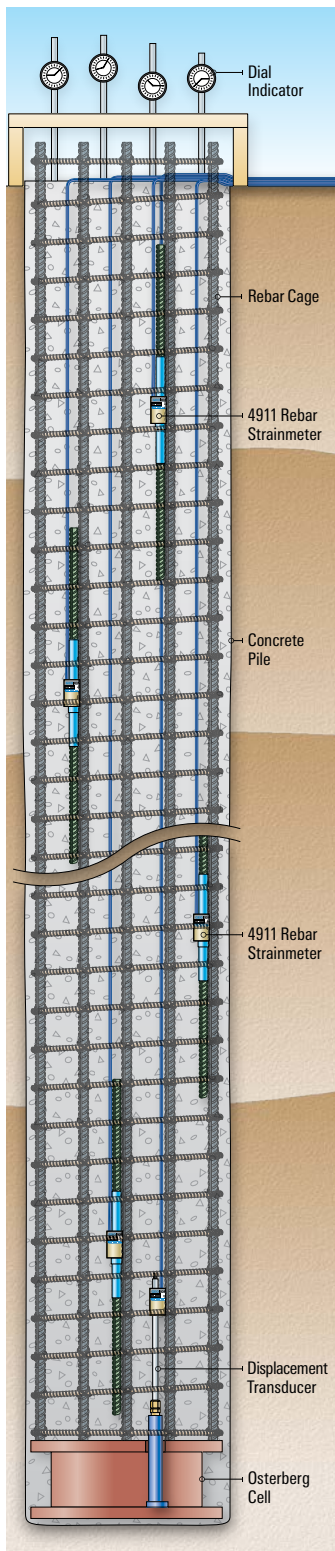 Dial
Indicator
Rebar Cage
4911 Rebar
Strainmeter
Concrete
Pile
4911 Rebar
Strainmeter
Displacement
Transducer
Osterberg
Cell